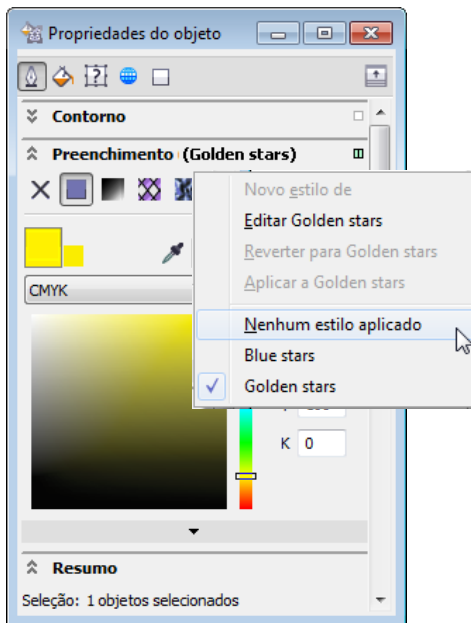 Propriedades do objeto
Contorno
Preenchimento (Golden stars)
Novo estilo de
Editar Golden stars
Reverter para Golden stars
Aplicar a Golden stars
CMYK
Nenhum estilo aplicado
Blue stars
Golden stars
K 0
Resumo
Seleção: 1 objetos selecionados